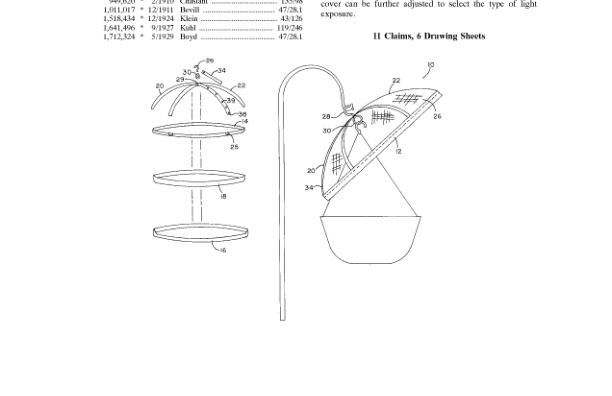 949,620 * 2/1910 Chastant ........................ 135/98
1,011,017 * 12/1911 Bevill ........................ 47/28.1
1,518,434 * 12/1924 Klein ........................ 43/126
1,641,496 * 9/1927 Kuhl ........................ 119/246
1,712,324 * 5/1929 Boyd ........................ 47/28.1
cover can be further adjusted to select the type of light
exposure.
11 Claims, 6 Drawing Sheets
26
30
34
29
20
22
39
38
14
25
18
16
10
22
28
26
30
12
20
34